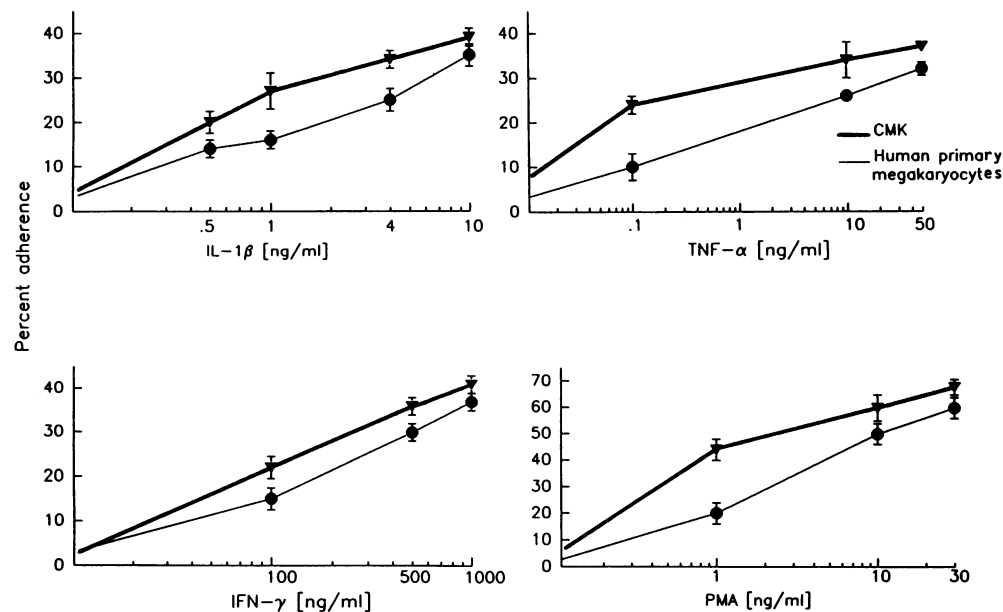 Percent adherence
40
30
20
10
0
.5 1 4 10
IL-1β [ng/ml]
40
30
20
10
0
.1 1 10 50
TNF-α [ng/ml]
CMK
Human primary
megakaryocytes
40
30
20
10
0
100 500 1000
IFN-γ [ng/ml]
70
60
50
40
30
20
10
0
1 10 30
PMA [ng/ml]